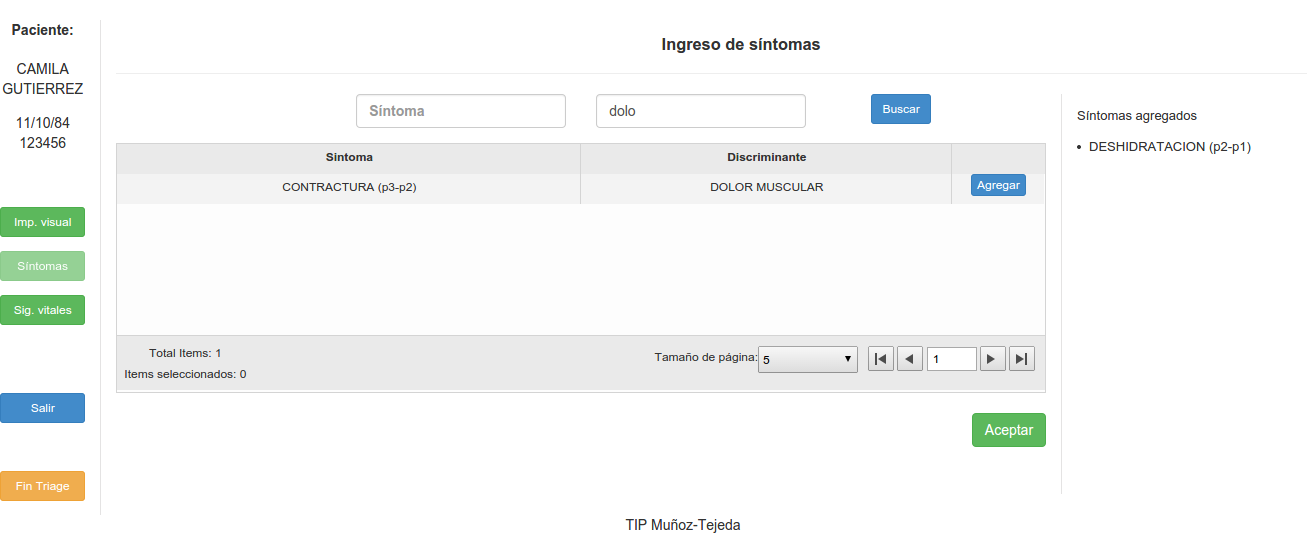 Paciente:
CAMILA
GUTIERREZ
11/10/84
123456
Imp. visual
Síntomas
Sig. vitales
Salir
Fin Triage
Ingreso de síntomas
Síntoma
dolo
Buscar
Sintoma Discriminante
CONTRACTURA (p3-p2) DOLOR MUSCULAR Agregar
Total Items: 1
Items seleccionados: 0
Tamaño de página: 5 1
Aceptar
Síntomas agregados
• DESHIDRATACION (p2-p1)
TIP Muñoz-Tejeda